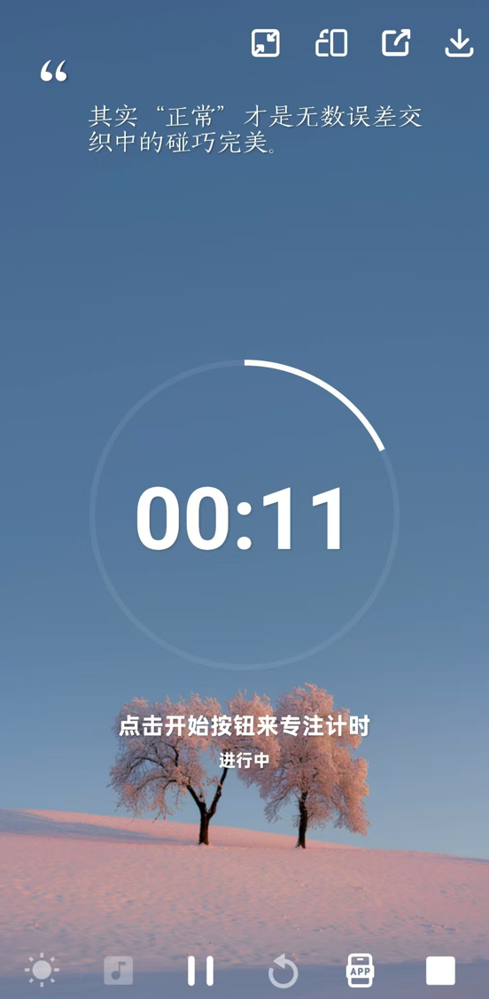 “
其实“正常”才是无数误差交
织中的碰巧完美。
00:11
点击开始按钮来专注计时
进行中
APP